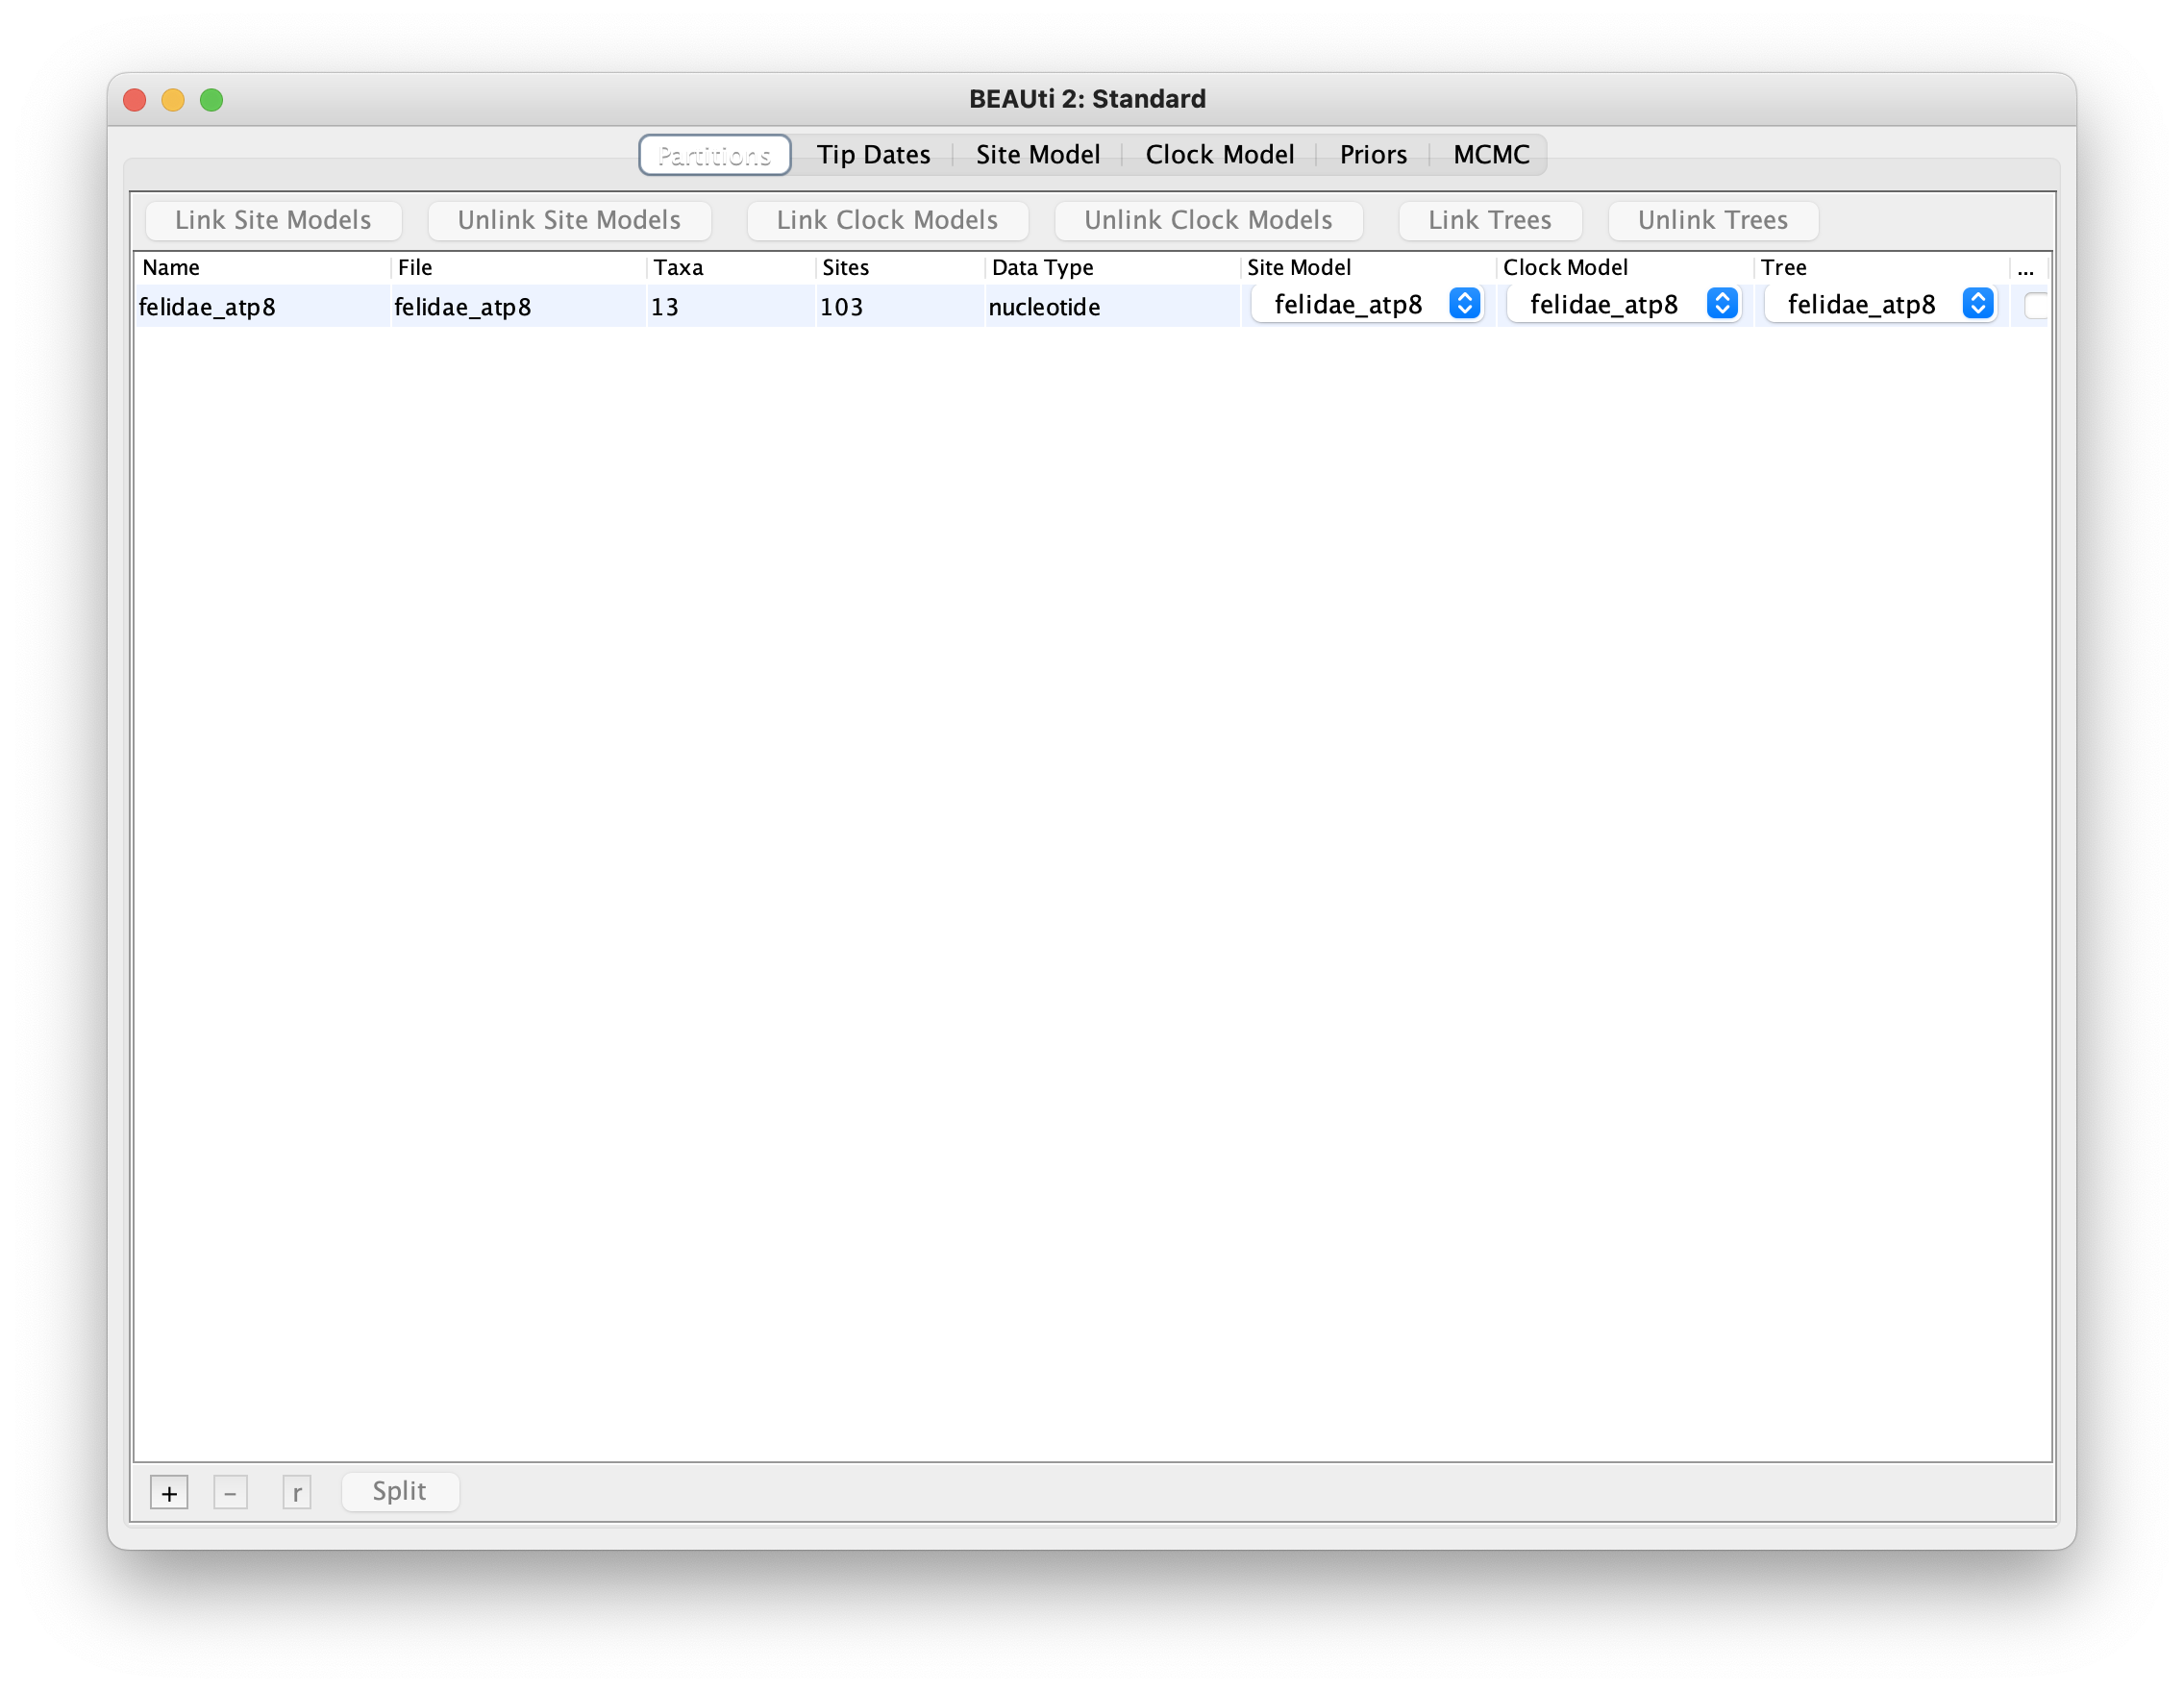 BEAUti 2: Standard
Partitions Tip Dates Site Model Clock Model Priors MCMC
Link Site Models Unlink Site Models Link Clock Models Unlink Clock Models Link Trees Unlink Trees
Name File Taxa Sites Data Type Site Model Clock Model Tree ...
felidae_atp8 felidae_atp8 13 103 nucleotide felidae_atp8 felidae_atp8 felidae_atp8
+ - r Split